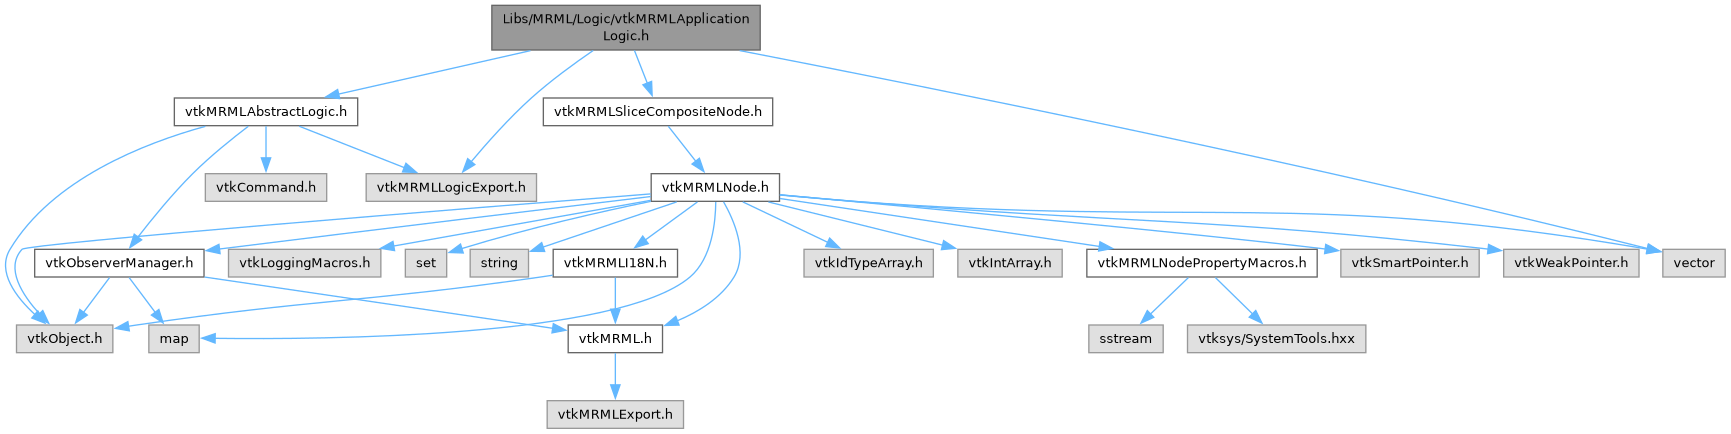 Libs/MRML/Logic/vtkMRMLApplication
Logic.h
vtkMRMLAbstractLogic.h
vtkMRMLSliceCompositeNode.h
vtkCommand.h
vtkMRMLLogicExport.h
vtkMRMLNode.h
vtkObserverManager.h
vtkLoggingMacros.h
set
string
vtkMRMLI18N.h
vtkIdTypeArray.h
vtkIntArray.h
vtkMRMLNodePropertyMacros.h
vtkSmartPointer.h
vtkWeakPointer.h
vector
vtkObject.h
map
vtkMRML.h
sstream
vtksys/SystemTools.hxx
vtkMRMLExport.h